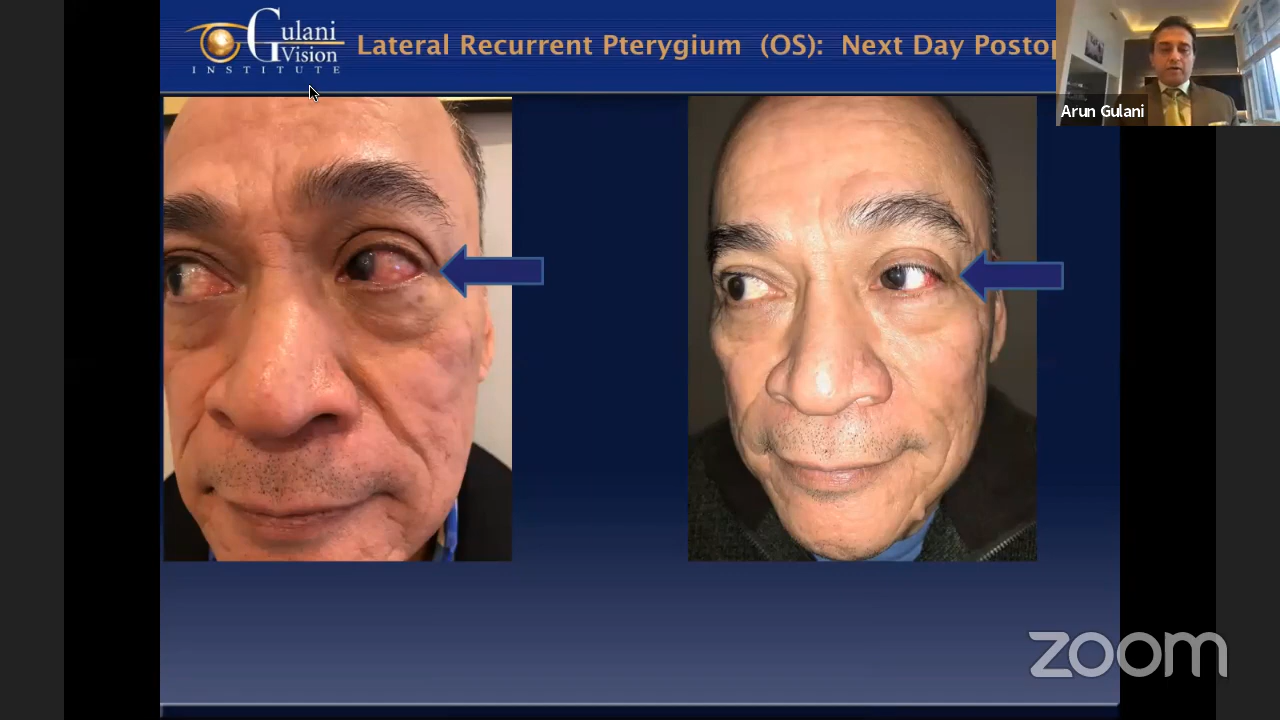 Gulani
Vision
INSTITUTE
Lateral Recurrent Pterygium (OS): Next Day Postop
Arun Gulani
zoom